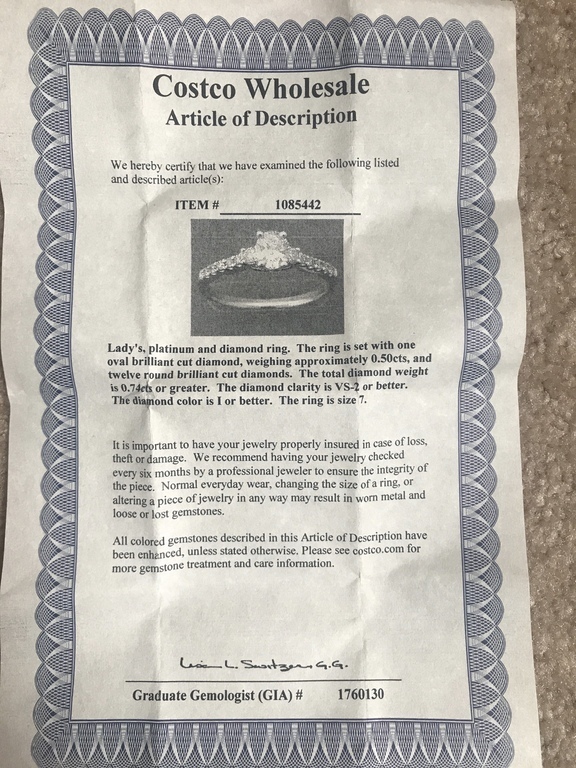 Costco Wholesale
Article of Description
We hereby certify that we have examined the following listed
and described article(s):
ITEM # 1085442
Lady's, platinum and diamond ring. The ring is set with one
oval brilliant cut diamond, weighing approximately 0.50cts, and
twelve round brilliant cut diamonds. The total diamond weight
is 0.74cts or greater. The diamond clarity is VS-2 or better.
The diamond color is I or better. The ring is size 7.
It is important to have your jewelry properly insured in case of loss,
theft or damage. We recommend having your jewelry checked
every six months by a professional jeweler to ensure the integrity of
the piece. Normal everyday wear, changing the size of a ring, or
altering a piece of jewelry in any way may result in worn metal and
loose or lost gemstones.
All colored gemstones described in this Article of Description have
been enhanced, unless stated otherwise. Please see costco.com for
more gemstone treatment and care information.
L. G.G.
Graduate Gemologist (GIA) # 1760130